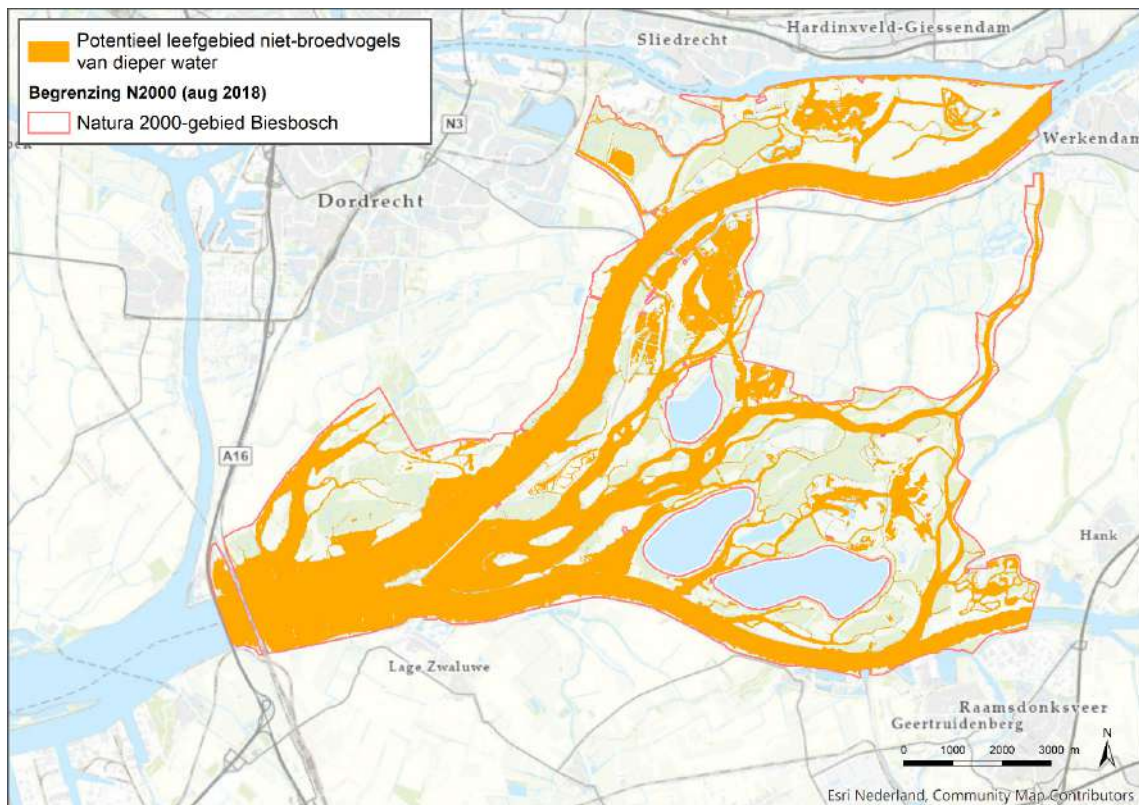 Potentieel leefgebied niet-broedvogels
van dieper water
Begrenzing N2000 (aug 2018)
Natura 2000-gebied Biesbosch
Hardinxveld-Giessendam
Sliedrecht
N3
Werkendam
Dordrecht
A16
Hank
Lage Zwaluwe
Raamsdonksveer
Geertruidenberg
N
0 1000 2000 3000 m
Esri Nederland, Community Map Contributors